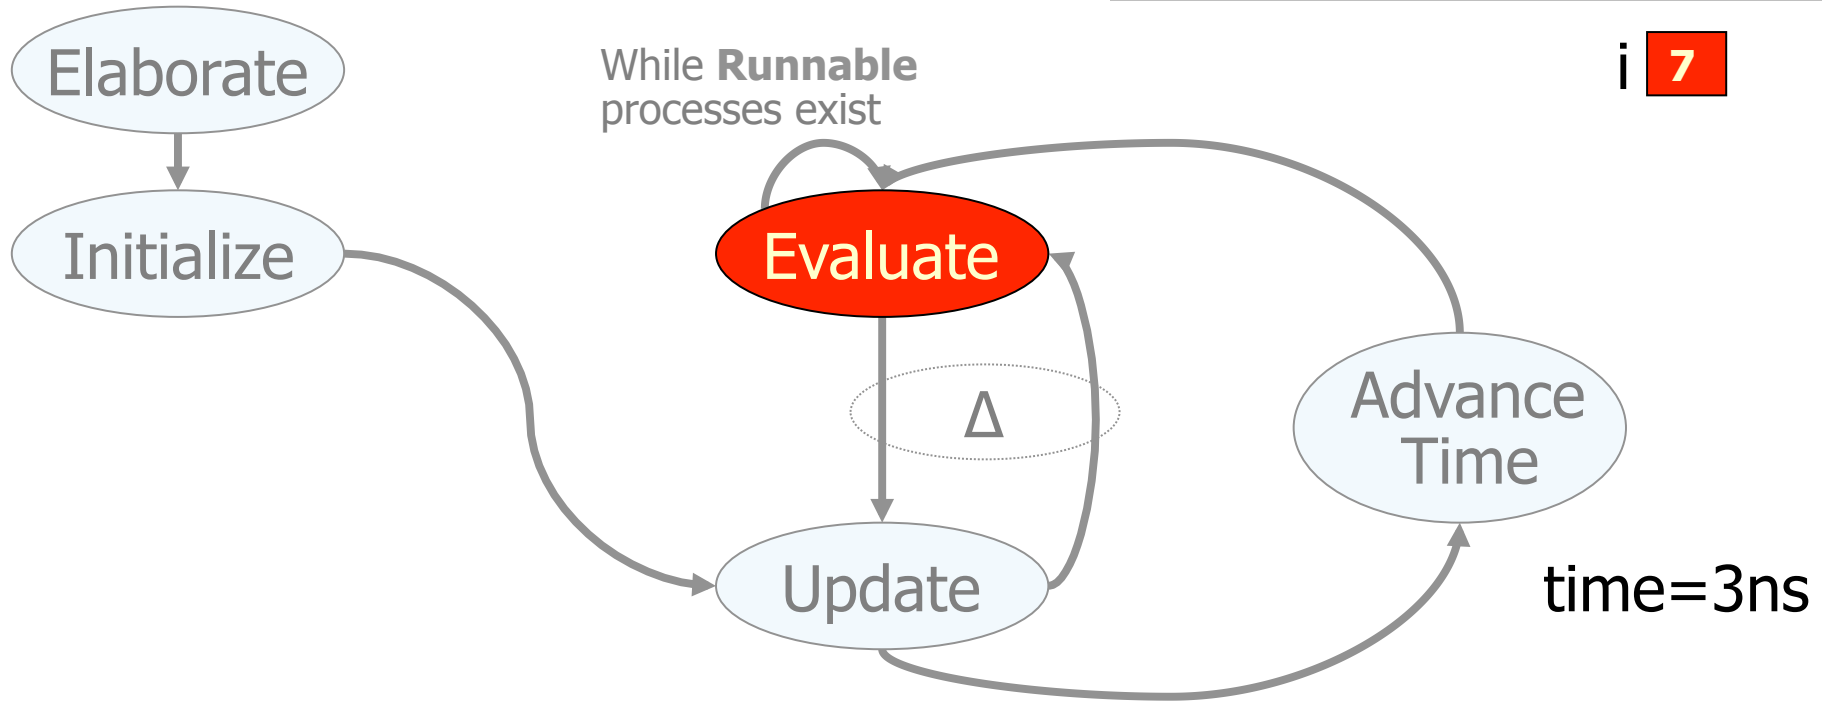 Elaborate
While Runnable
processes exist
i 7
Initialize
Evaluate
Δ
Advance
Time
Update
time=3ns